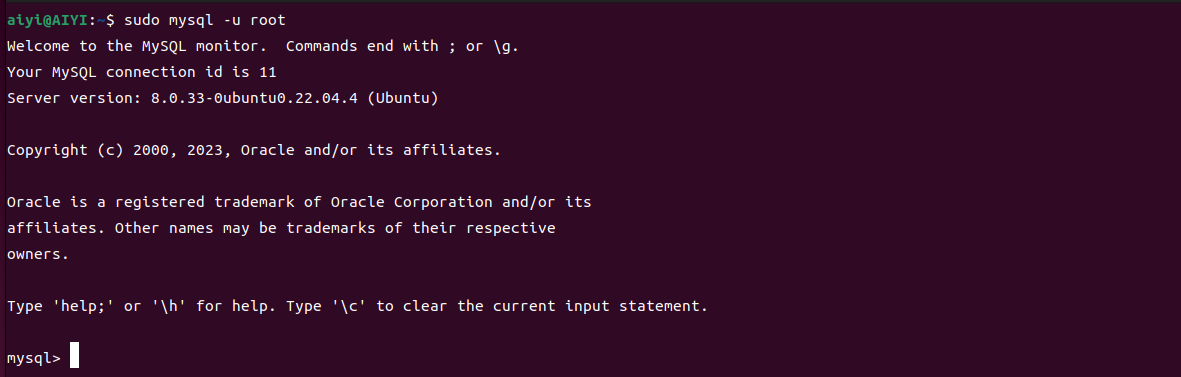 aiyi@AIYI:~$ sudo mysql -u root
Welcome to the MySQL monitor.  Commands end with ; or \g.
Your MySQL connection id is 11
Server version: 8.0.33-0ubuntu0.22.04.4 (Ubuntu)
Copyright (c) 2000, 2023, Oracle and/or its affiliates.
Oracle is a registered trademark of Oracle Corporation and/or its
affiliates. Other names may be trademarks of their respective
owners.
Type 'help;' or '\h' for help. Type '\c' to clear the current input statement.
mysql>